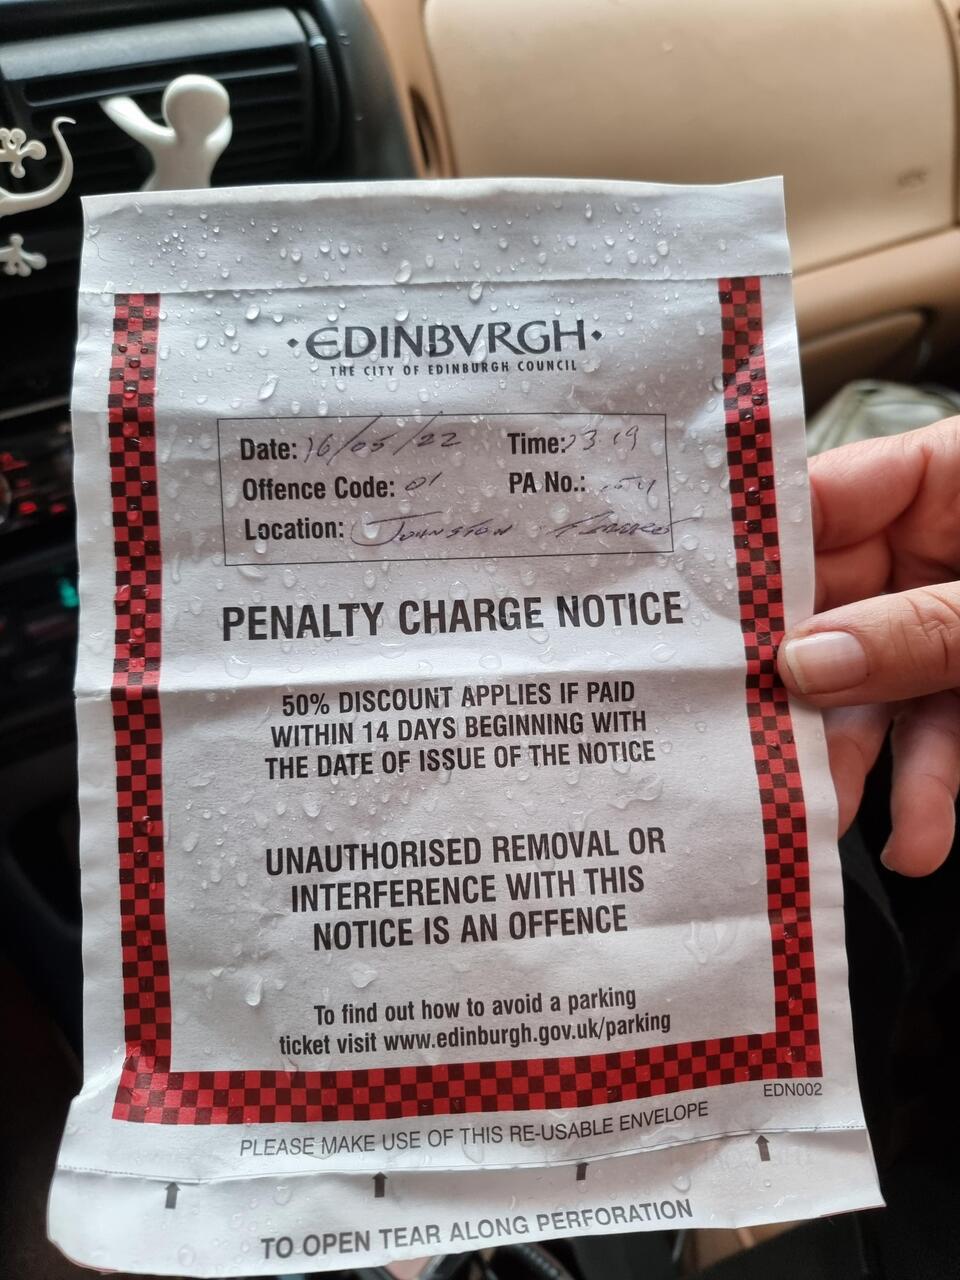 ·EDINBVRGH·
THE CITY OF EDINBURGH COUNCIL
Date: 16/05/22 Time: 13:19
Offence Code: 01 PA No.:
Location: JOHNSTON
PENALTY CHARGE NOTICE
50% DISCOUNT APPLIES IF PAID
WITHIN 14 DAYS BEGINNING WITH
THE DATE OF ISSUE OF THE NOTICE
UNAUTHORISED REMOVAL OR
INTERFERENCE WITH THIS
NOTICE IS AN OFFENCE
To find out how to avoid a parking
ticket visit www.edinburgh.gov.uk/parking
EDN002
PLEASE MAKE USE OF THIS RE-USABLE ENVELOPE
TO OPEN TEAR ALONG PERFORATION